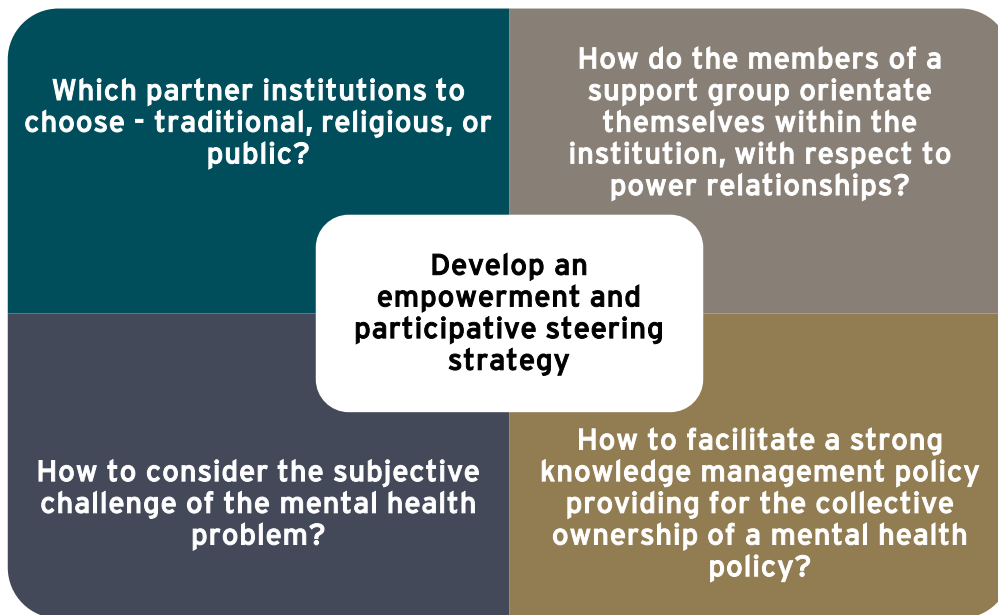 Which partner institutions to
choose - traditional, religious, or
public?
How do the members of a
support group orientate
themselves within the
institution, with respect to
power relationships?
Develop an
empowerment and
participative steering
strategy
How to consider the subjective
challenge of the mental health
problem?
How to facilitate a strong
knowledge management policy
providing for the collective
ownership of a mental health
policy?